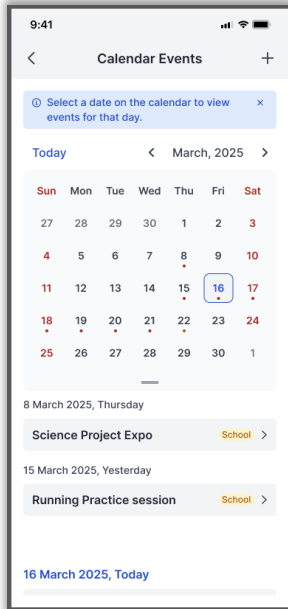 9:41
Calendar Events
Select a date on the calendar to view
events for that day.
Today
March, 2025
Sun Mon Tue Wed Thu Fri Sat
27 28 29 30 1 2 3
4 5 6 7 8 9 10
11 12 13 14 15 16 17
18 19 20 21 22 23 24
25 26 27 28 29 30 1
8 March 2025, Thursday
Science Project Expo School
15 March 2025, Yesterday
Running Practice session School
16 March 2025, Today